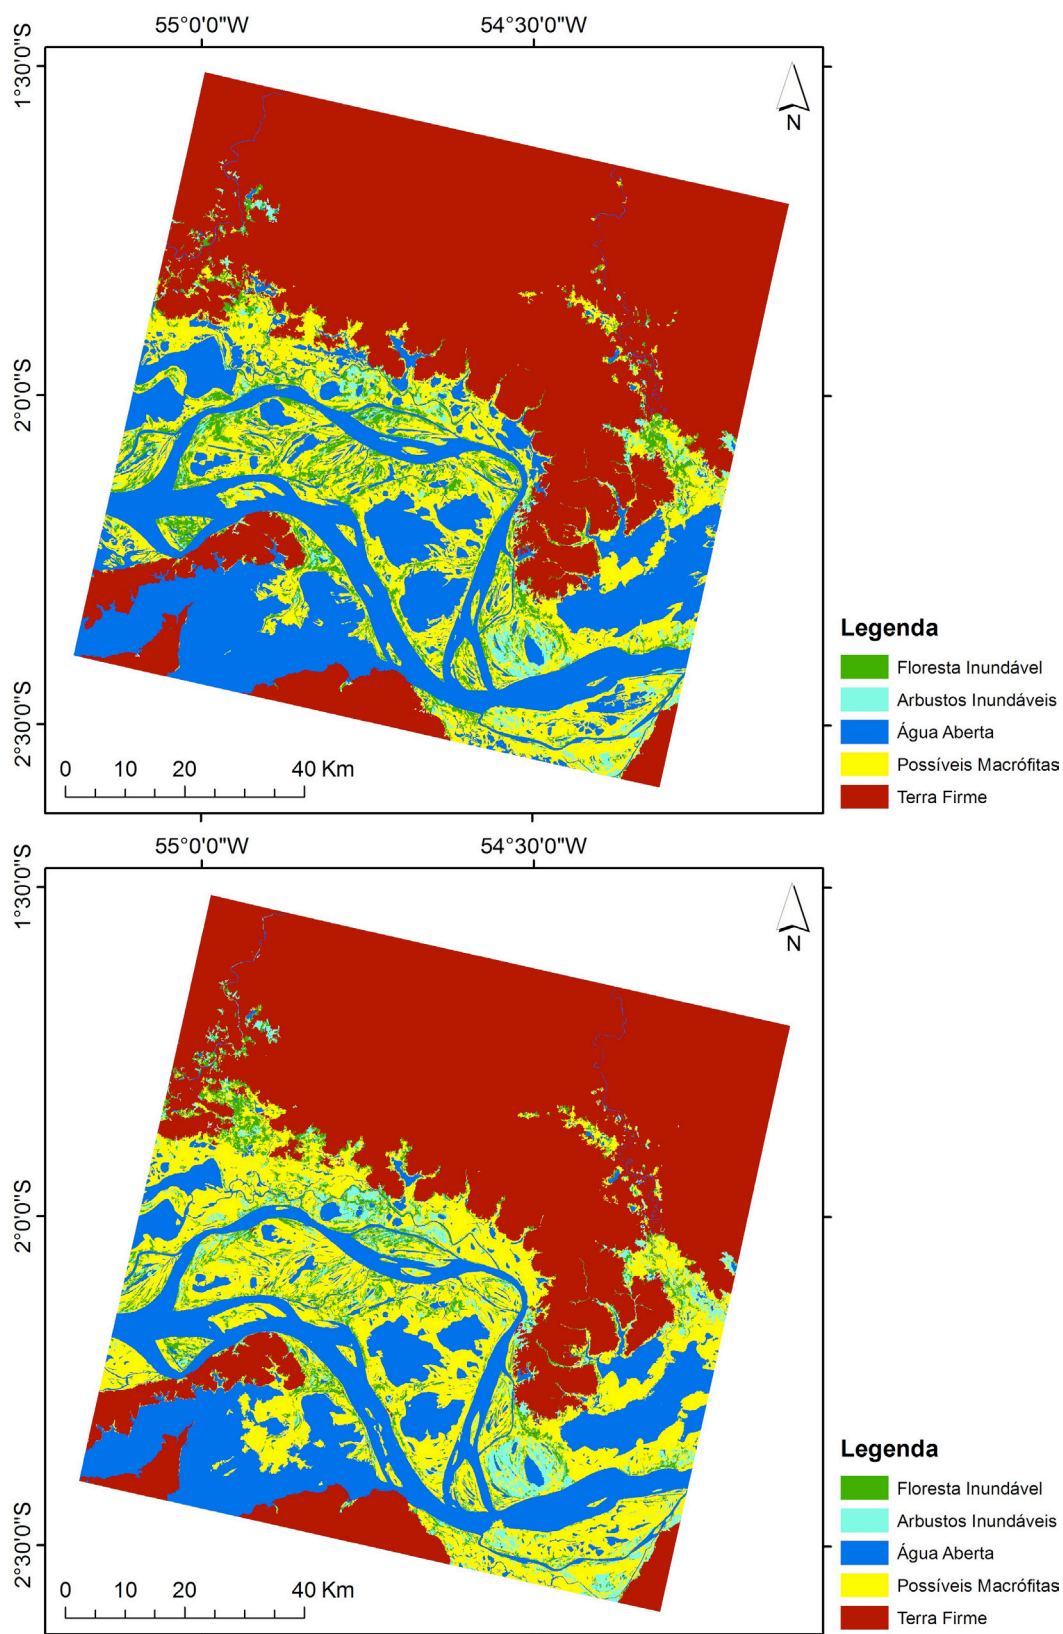 55°0'0"W
54°30'0"W
1°30'0"S
N
2°0'0"S
2°30'0"S
Legenda
Floresta Inundável
Arbustos Inundáveis
Água Aberta
Possíveis Macrófitas
Terra Firme
0 10 20 40 Km
55°0'0"W
54°30'0"W
1°30'0"S
N
2°0'0"S
2°30'0"S
Legenda
Floresta Inundável
Arbustos Inundáveis
Água Aberta
Possíveis Macrófitas
Terra Firme
0 10 20 40 Km